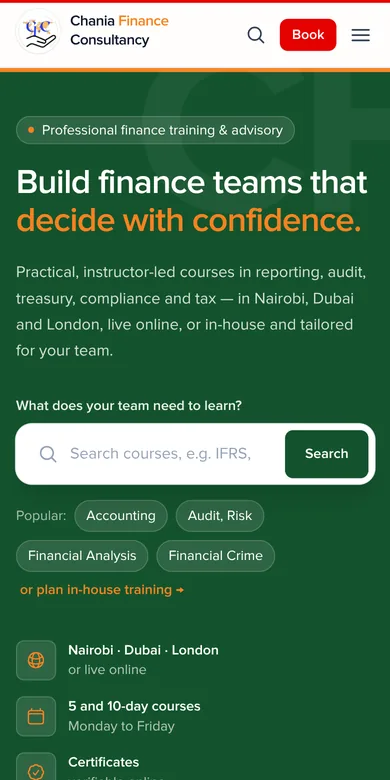 Chania Finance
Consultancy
Book
Professional finance training & advisory
Build finance teams that
decide with confidence.
Practical, instructor-led courses in reporting, audit,
treasury, compliance and tax — in Nairobi, Dubai
and London, live online, or in-house and tailored
for your team.
What does your team need to learn?
Search courses, e.g. IFRS,
Search
Popular:
Accounting
Audit, Risk
Financial Analysis
Financial Crime
or plan in-house training →
Nairobi · Dubai · London
or live online
5 and 10-day courses
Monday to Friday
Certificates
verifiable online